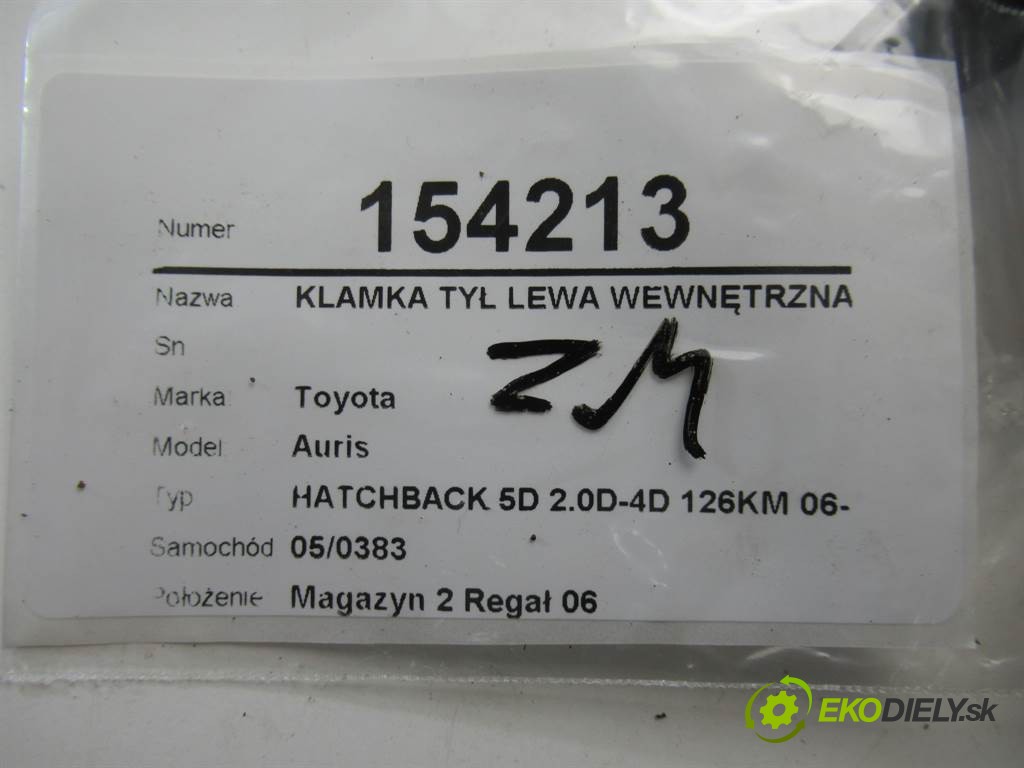 Numer 154213
Nazwa KLAMKA TYŁ LEWA WEWNĘTRZNA
Sn
ZM
Marka Toyota
Model Auris
Typ HATCHBACK 5D 2.0D-4D 126KM 06-
Samochód 05/0383
Położenie Magazyn 2 Regał 06
EKODIELY.sk